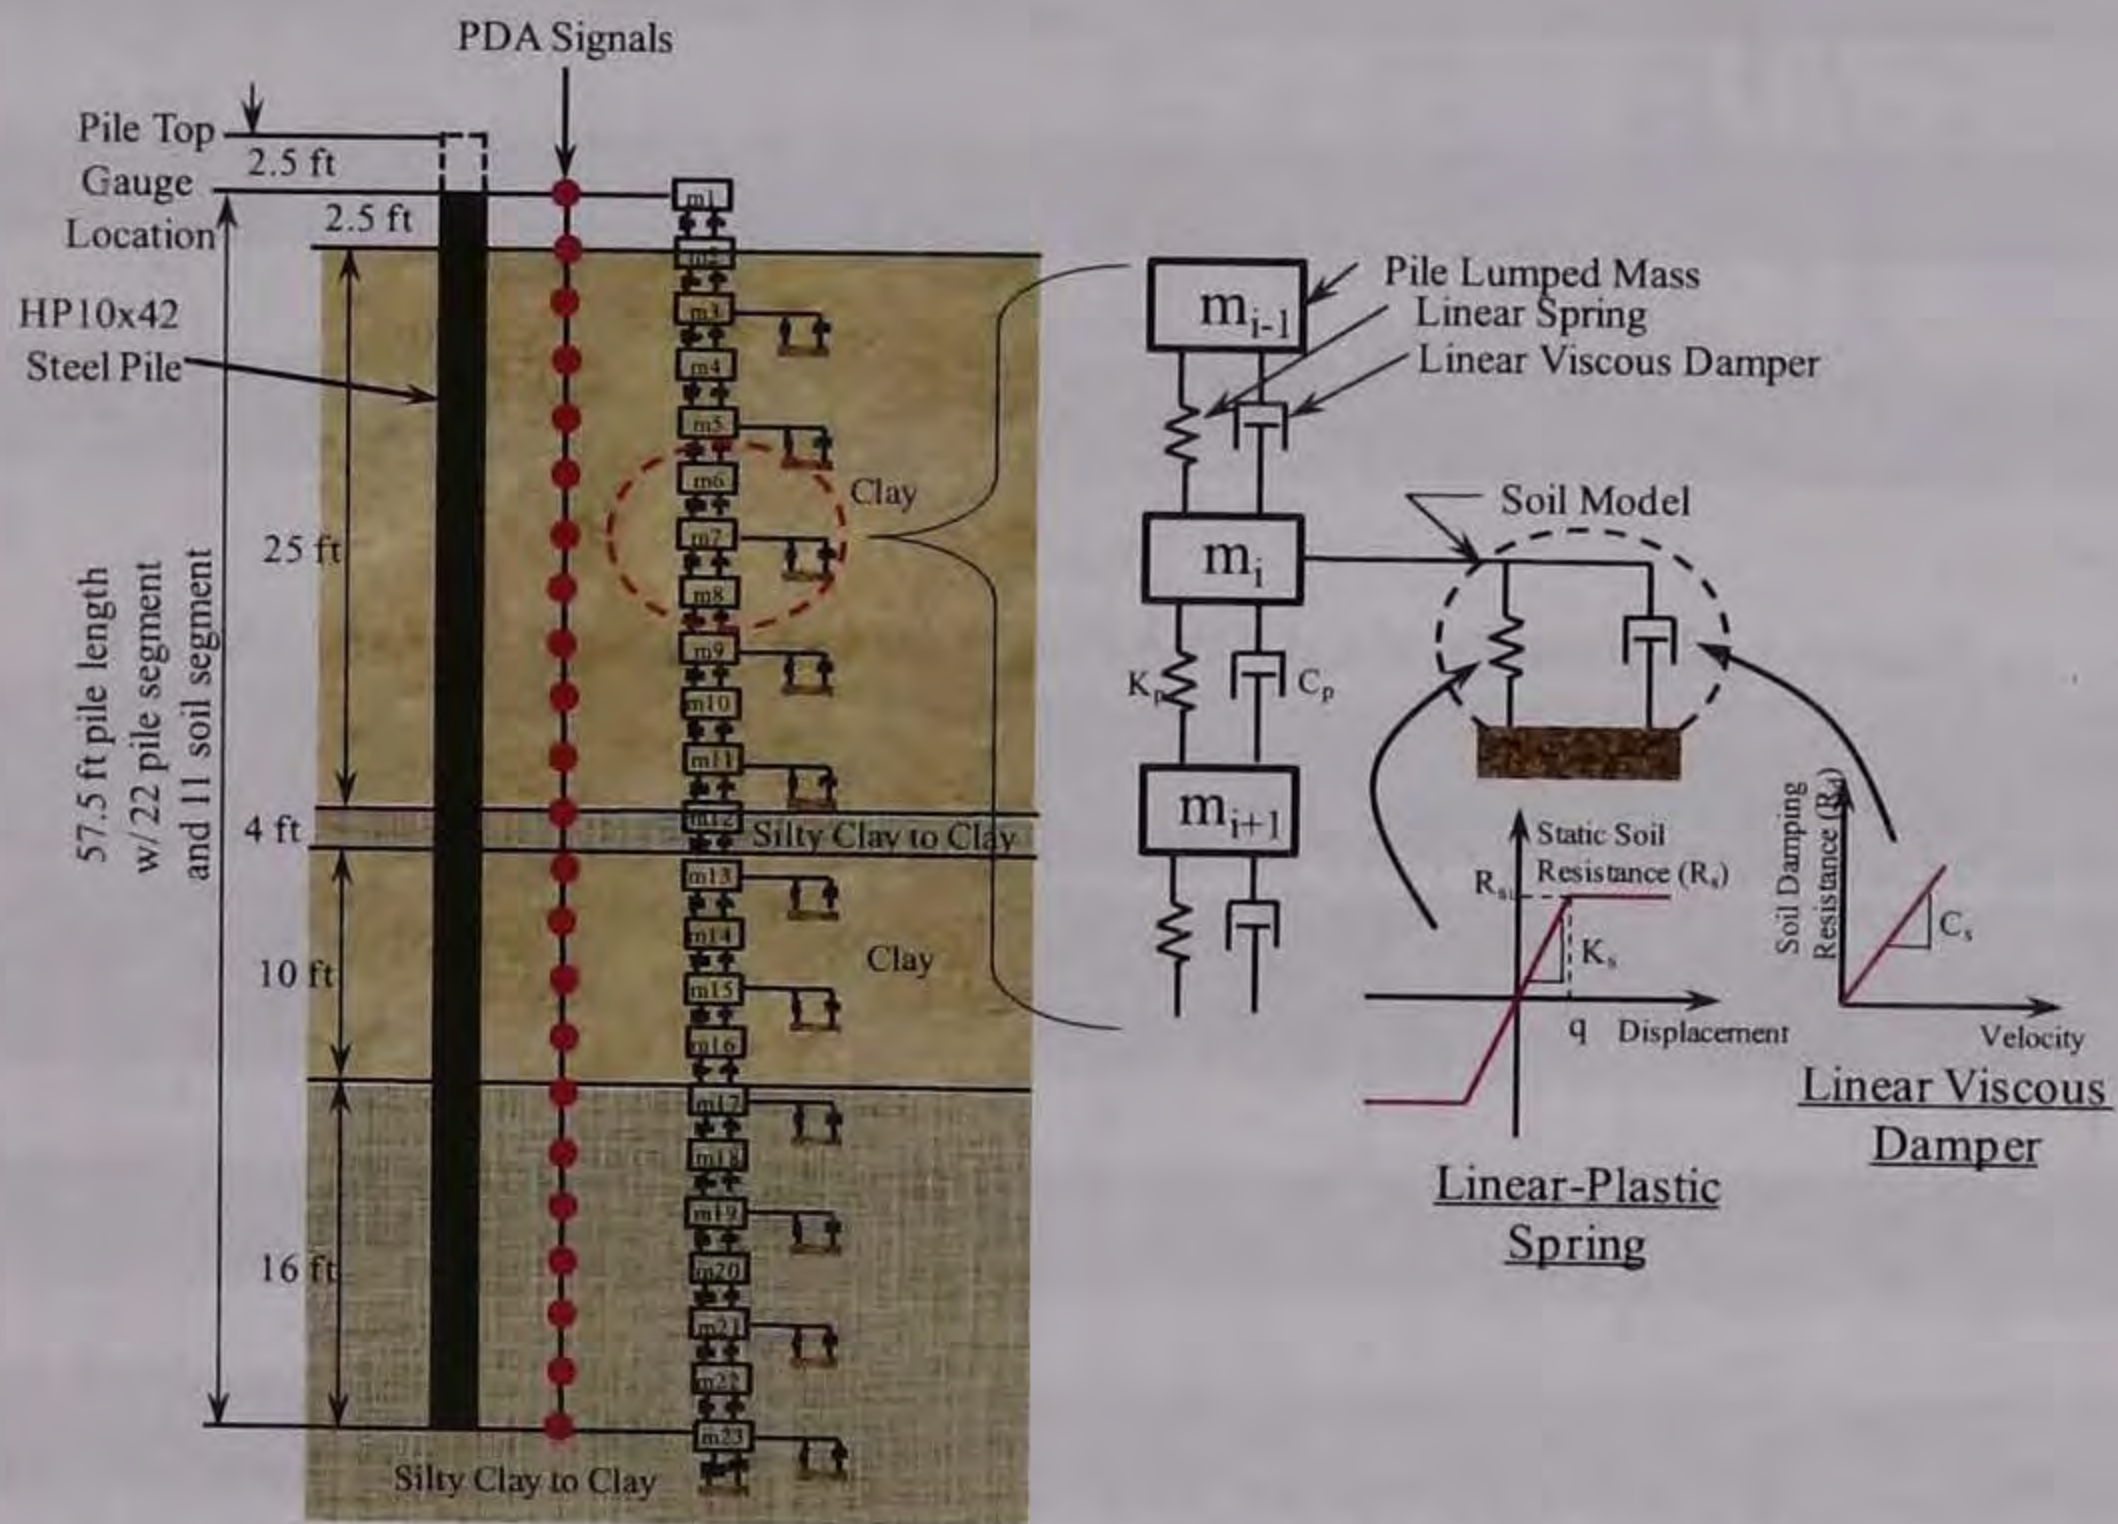 PDA Signals
Pile Top
2.5 ft
Gauge
Location
2.5 ft
HP10x42
Steel Pile
57.5 ft pile length
w/ 22 pile segment
and 11 soil segment
25 ft
4 ft
10 ft
16 ft
m1
m2
m3
m4
m5
m6
m7
m8
m9
m10
m11
m12
m13
m14
m15
m16
m17
m18
m19
m20
m21
m22
m23
Clay
Silty Clay to Clay
Clay
Silty Clay to Clay
mi-1
Pile Lumped Mass
Linear Spring
Linear Viscous Damper
mi
Soil Model
Kp
Cp
mi+1
Static Soil
Resistance (Rs)
Ks
q
Displacement
Linear-Plastic
Spring
Soil Damping
Resistance (Rd)
Cs
Velocity
Linear Viscous
Damper